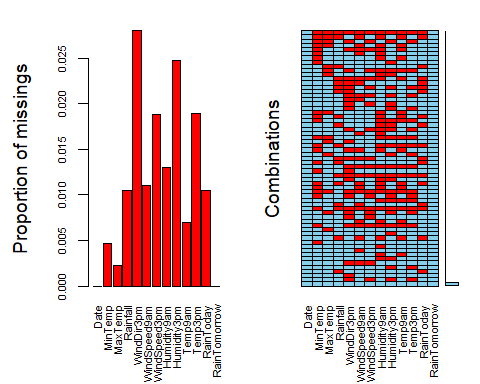 Proportion of missings
0.000
0.005
0.010
0.015
0.020
0.025
Date
MinTemp
MaxTemp
Rainfall
WindDir3pm
WindSpeed9am
WindSpeed3pm
Humidity9am
Humidity3pm
Temp9am
Temp3pm
RainToday
RainTomorrow
Combinations
Date
MinTemp
MaxTemp
Rainfall
WindDir3pm
WindSpeed9am
WindSpeed3pm
Humidity9am
Humidity3pm
Temp9am
Temp3pm
RainToday
RainTomorrow